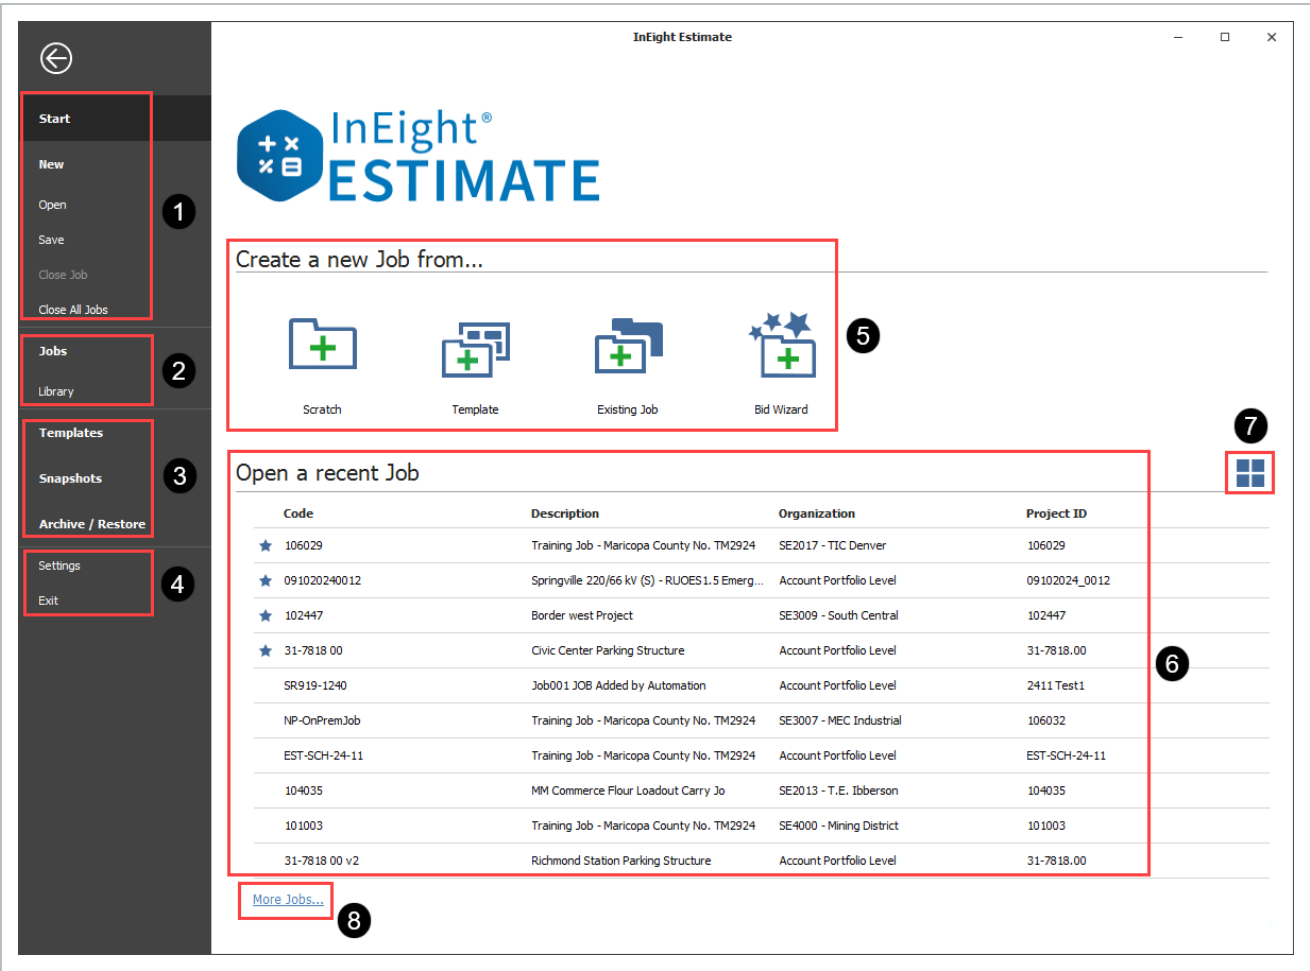 InEight Estimate
Start
New
Open
Save
Close Job
Close All Jobs
1
Jobs
Library
2
Templates
Snapshots
Archive / Restore
3
Settings
Exit
4
InEight®
ESTIMATE
Create a new Job from...
Scratch Template Existing Job Bid Wizard
5
7
Open a recent Job
Code Description Organization Project ID
106029 Training Job - Maricopa County No. TM2924 SE2017 - TIC Denver 106029
091020240012 Springville 220/66 kV (S) - RUOES1.5 Emerg... Account Portfolio Level 09102024_0012
102447 Border west Project SE3009 - South Central 102447
31-7818 00 Civic Center Parking Structure Account Portfolio Level 31-7818.00
SR919-1240 Job001 JOB Added by Automation Account Portfolio Level 2411 Test1
NP-OnPremJob Training Job - Maricopa County No. TM2924 SE3007 - MEC Industrial 106032
EST-SCH-24-11 Training Job - Maricopa County No. TM2924 Account Portfolio Level EST-SCH-24-11
104035 MM Commerce Flour Loadout Carry Jo SE2013 - T.E. Ibberson 104035
101003 Training Job - Maricopa County No. TM2924 SE4000 - Mining District 101003
31-7818 00 v2 Richmond Station Parking Structure Account Portfolio Level 31-7818.00
6
More Jobs...
8